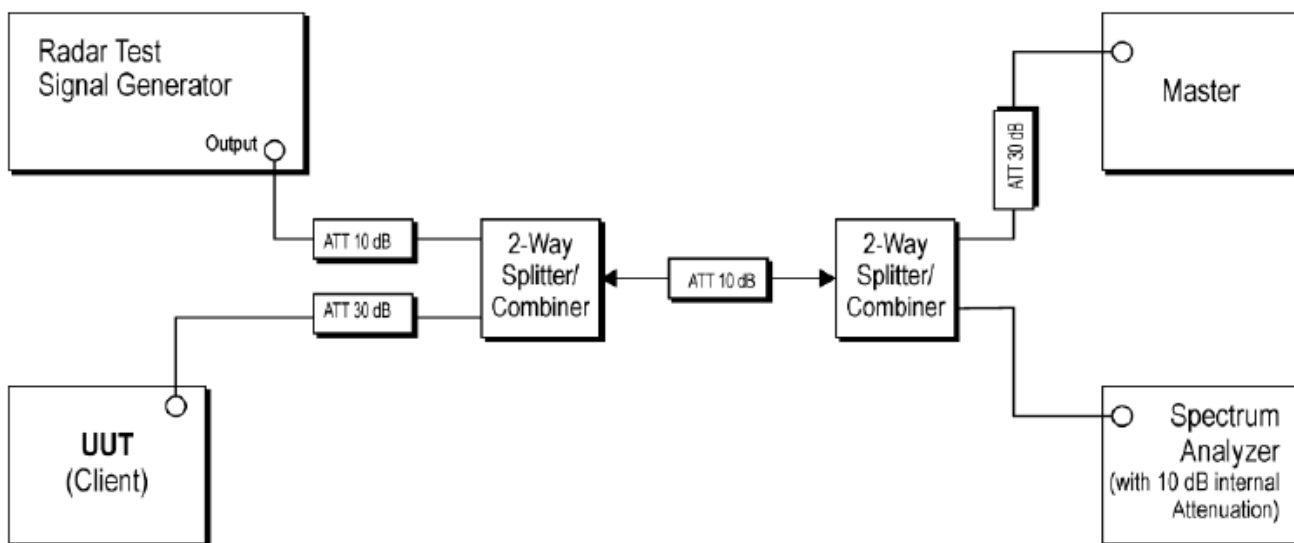 Radar Test
Signal Generator
Output
ATT 10 dB
ATT 30 dB
2-Way
Splitter/
Combiner
ATT 10 dB
2-Way
Splitter/
Combiner
ATT 30 dB
Master
UUT
(Client)
Spectrum
Analyzer
(with 10 dB internal
Attenuation)